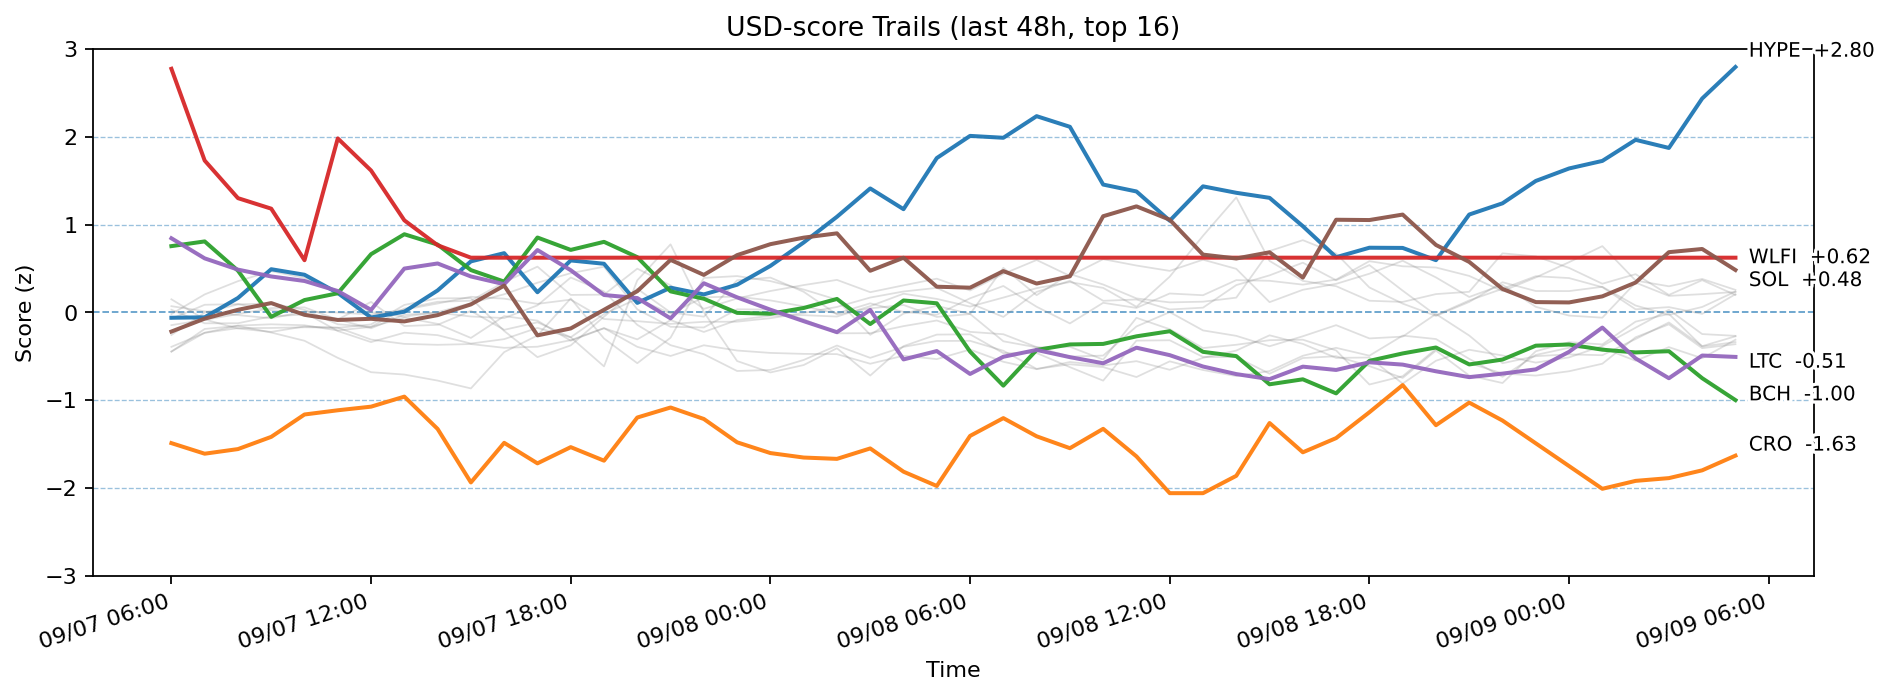 USD-score Trails (last 48h, top 16)
Score (z)
3
2
1
0
−1
−2
−3
HYPE +2.80
WLFI +0.62
SOL +0.48
LTC -0.51
BCH -1.00
CRO -1.63
09/07 06:00
09/07 12:00
09/07 18:00
09/08 00:00
09/08 06:00
09/08 12:00
09/08 18:00
09/09 00:00
09/09 06:00
Time